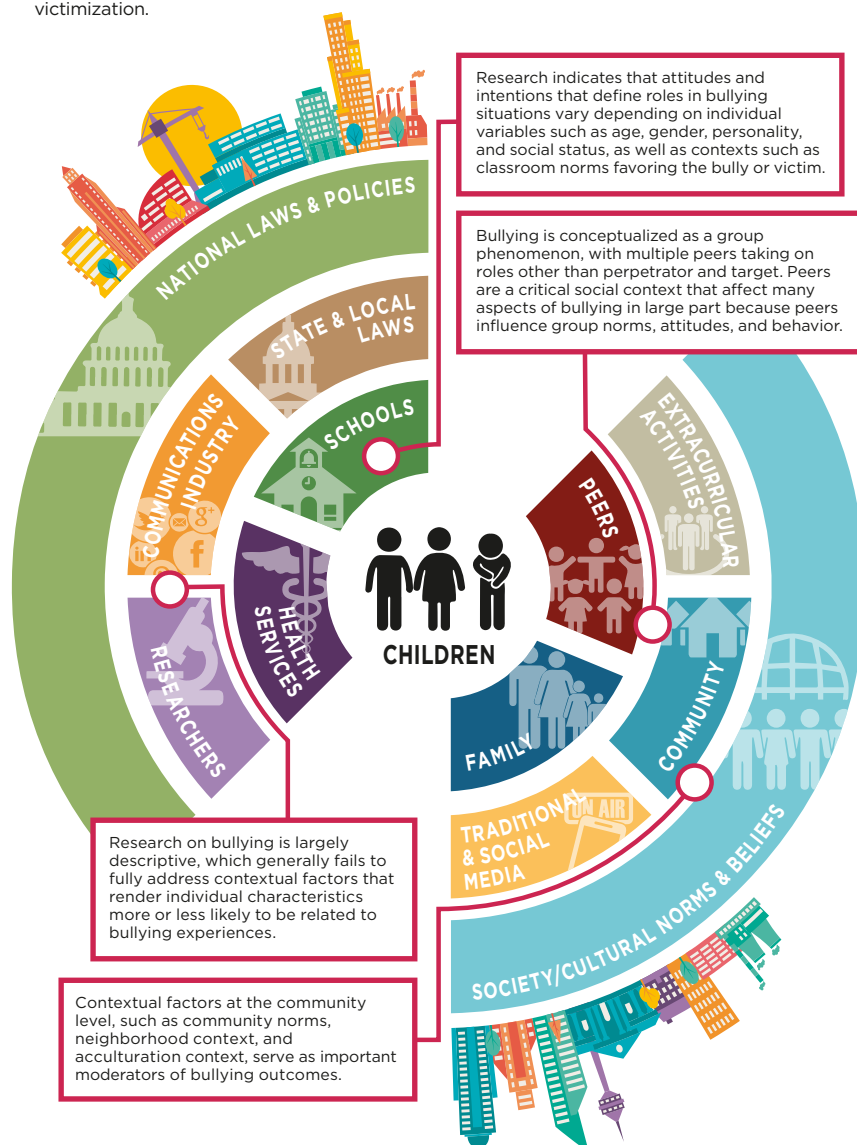 victimization.
Research indicates that attitudes and
intentions that define roles in bullying
situations vary depending on individual
variables such as age, gender, personality,
and social status, as well as contexts such as
classroom norms favoring the bully or victim.
Bullying is conceptualized as a group
phenomenon, with multiple peers taking on
roles other than perpetrator and target. Peers
are a critical social context that affect many
aspects of bullying in large part because peers
influence group norms, attitudes, and behavior.
NATIONAL LAWS & POLICIES
STATE & LOCAL
LAWS
SCHOOLS
COMMUNICATIONS
INDUSTRY
g+
in
f
HEALTH
SERVICES
RESEARCHERS
CHILDREN
PEERS
EXTRACURRICULAR
ACTIVITIES
COMMUNITY
FAMILY
TRADITIONAL
& SOCIAL
MEDIA
ON AIR
SOCIETY/CULTURAL NORMS & BELIEFS
Research on bullying is largely
descriptive, which generally fails to
fully address contextual factors that
render individual characteristics
more or less likely to be related to
bullying experiences.
Contextual factors at the community
level, such as community norms,
neighborhood context, and
acculturation context, serve as important
moderators of bullying outcomes.